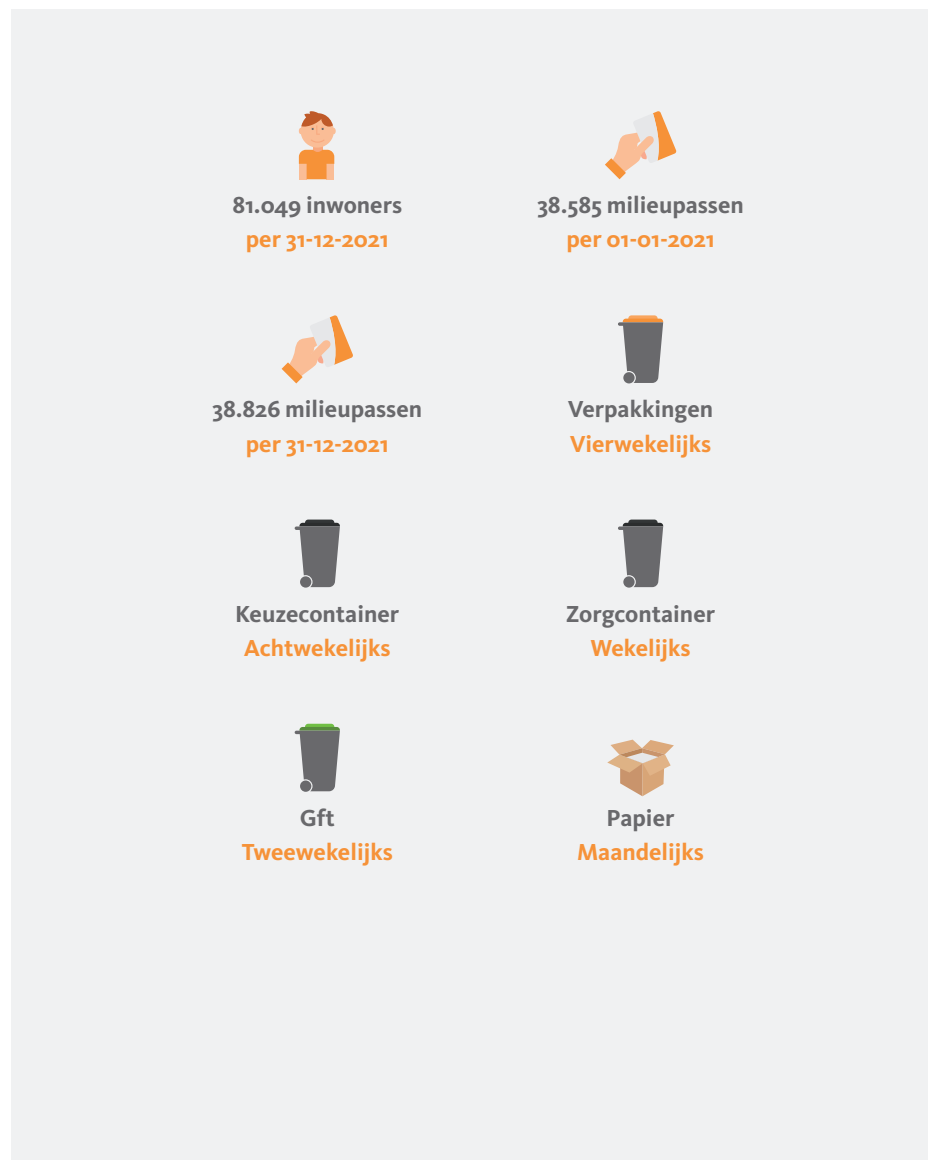 81.049 inwoners
per 31-12-2021
38.585 milieupassen
per 01-01-2021
38.826 milieupassen
per 31-12-2021
Verpakkingen
Vierwekelijks
Keuzecontainer
Achtwekelijks
Zorgcontainer
Wekelijks
Gft
Tweewekelijks
Papier
Maandelijks